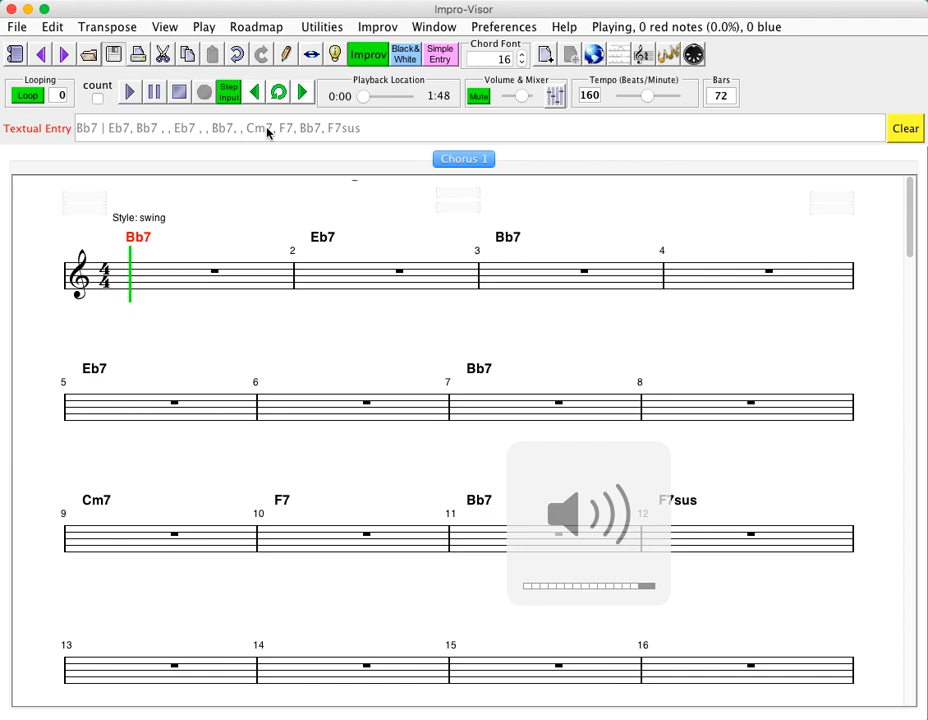 Impro-Visor
File Edit Transpose View Play Roadmap Utilities Improv Window Preferences Help Playing, 0 red notes (0.0%), 0 blue
Improv Black& White Simple Entry Chord Font 16
Looping Loop 0 count Step Input Playback Location 0:00 1:48 Volume & Mixer Mute Tempo (Beats/Minute) 160 Bars 72
Textual Entry Bb7 | Eb7, Bb7 , , Eb7 , , Bb7, , Cm7, F7, Bb7, F7sus Clear
Chorus 1
Style: swing
Bb7 Eb7 Bb7
2 3 4
4
4
Eb7 Bb7
5 6 7 8
Cm7 F7 Bb7 F7sus
9 10 11 12
13 14 15 16